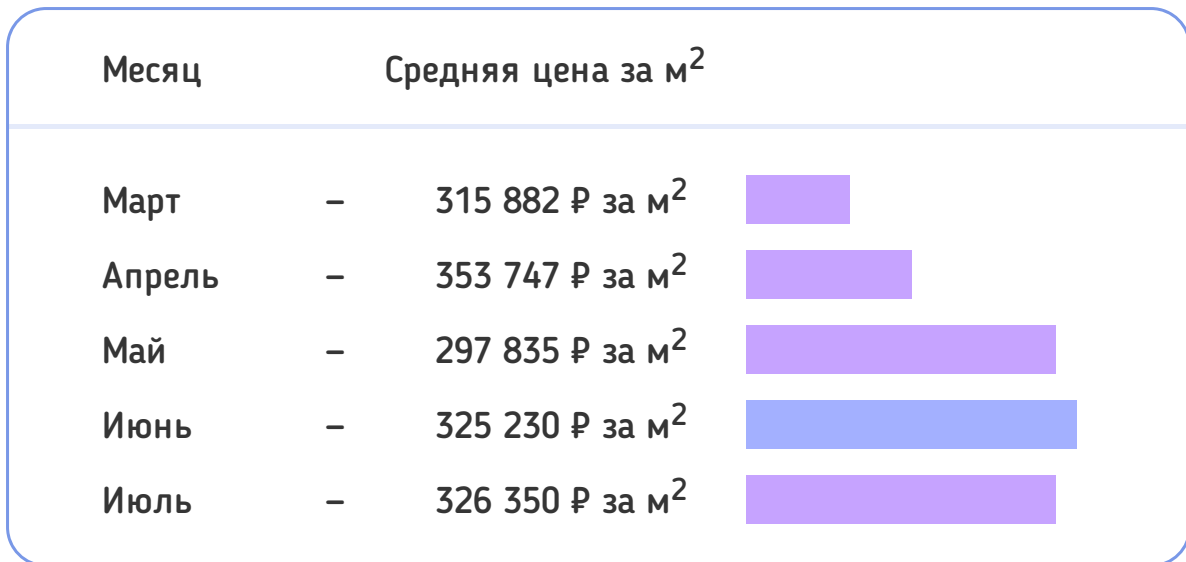 Месяц Средняя цена за м²
Март – 315 882 ₽ за м²
Апрель – 353 747 ₽ за м²
Май – 297 835 ₽ за м²
Июнь – 325 230 ₽ за м²
Июль – 326 350 ₽ за м²